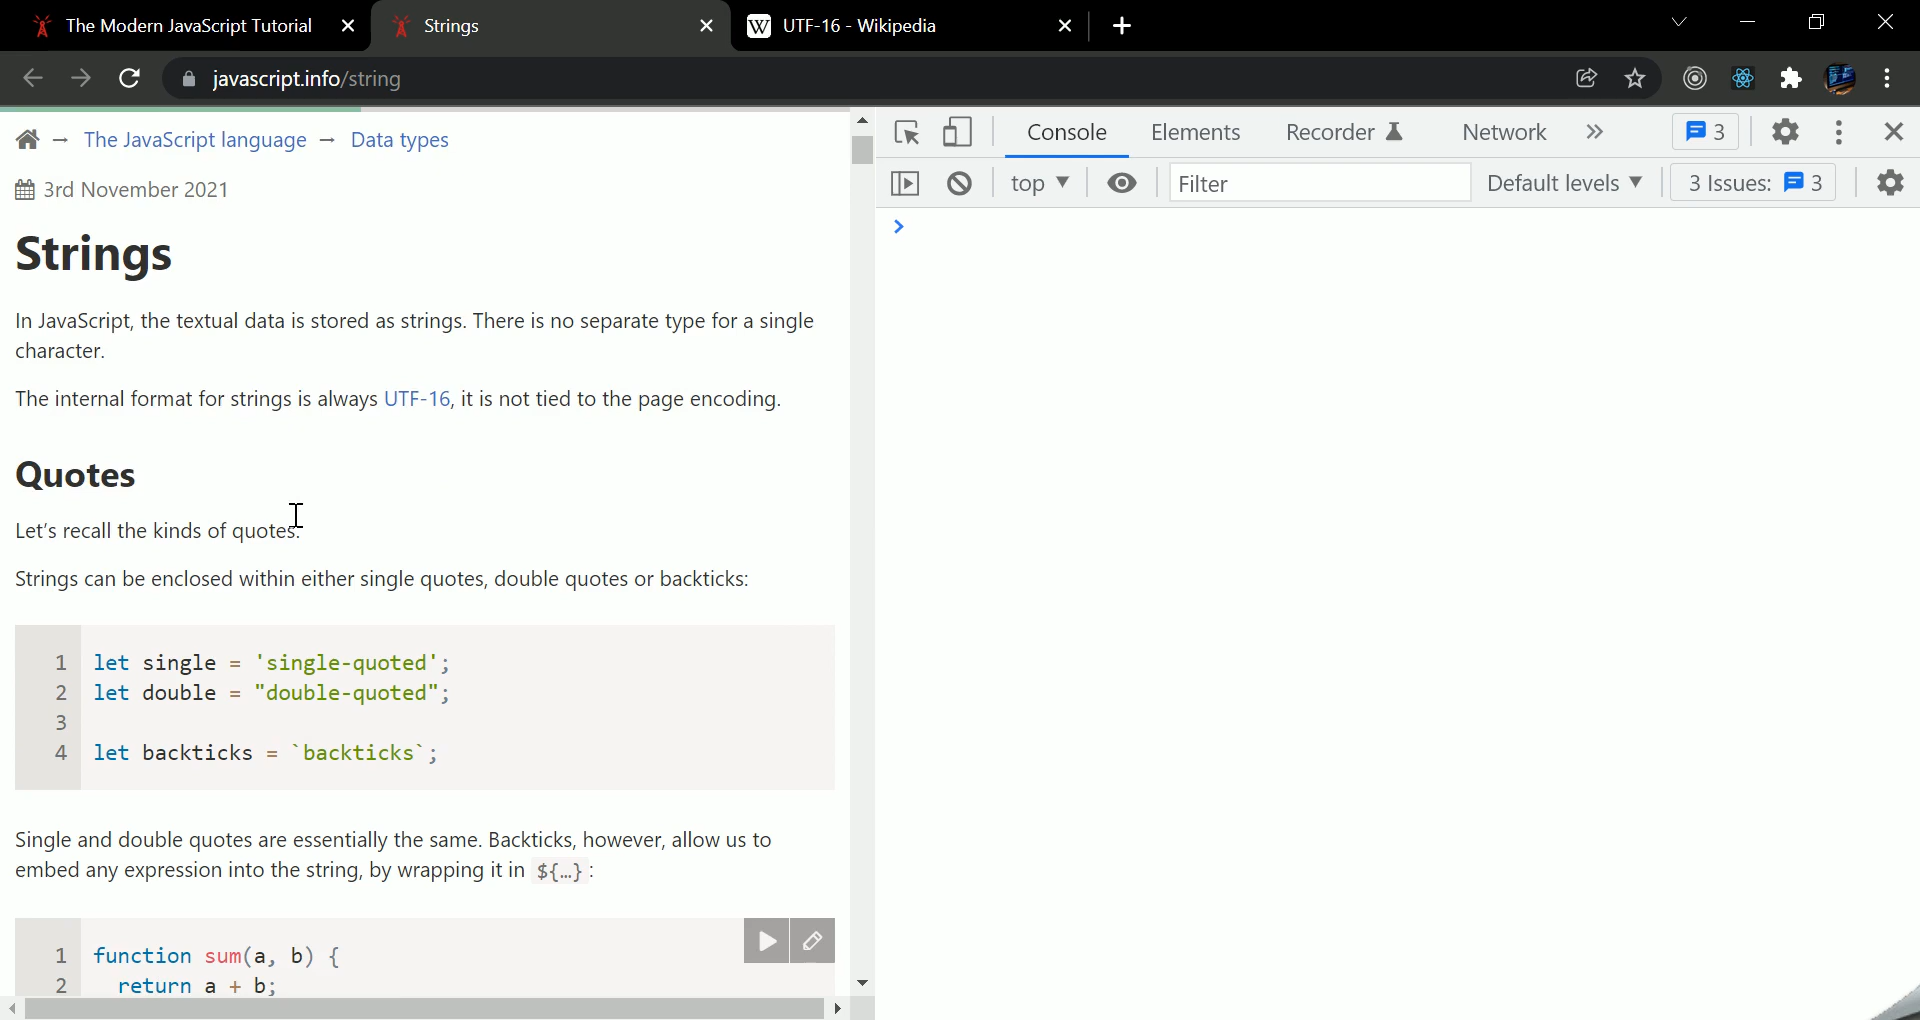 The Modern JavaScript Tutorial
Strings
UTF-16 - Wikipedia
javascript.info/string
The JavaScript language → Data types
3rd November 2021
Strings
In JavaScript, the textual data is stored as strings. There is no separate type for a single
character.
The internal format for strings is always UTF-16, it is not tied to the page encoding.
Quotes
Let's recall the kinds of quotes.
Strings can be enclosed within either single quotes, double quotes or backticks:
1 let single = 'single-quoted';
2 let double = "double-quoted";
3
4 let backticks = `backticks`;
Single and double quotes are essentially the same. Backticks, however, allow us to
embed any expression into the string, by wrapping it in ${…}:
1 function sum(a, b) {
2 return a + b;
Console Elements Recorder Network » 3
top Filter Default levels 3 Issues: 3